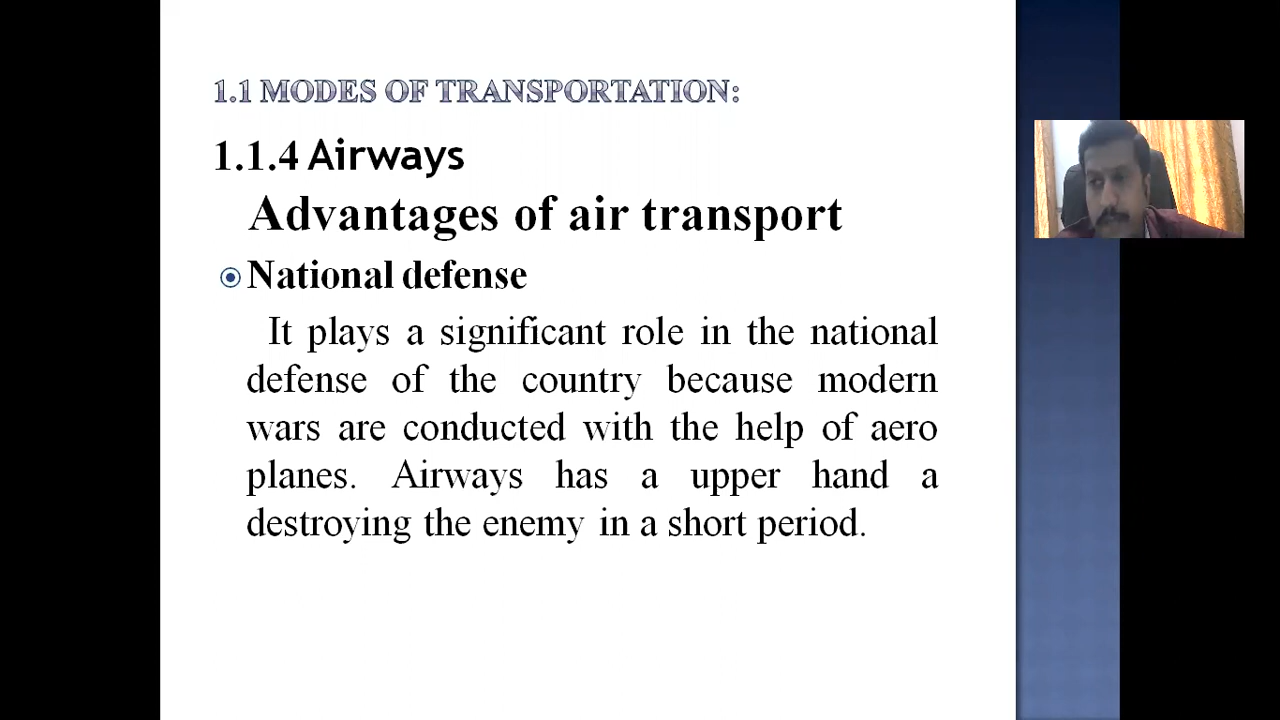 1.1 MODES OF TRANSPORTATION:
1.1.4 Airways
Advantages of air transport
National defense
It plays a significant role in the national
defense of the country because modern
wars are conducted with the help of aero
planes. Airways has a upper hand a
destroying the enemy in a short period.